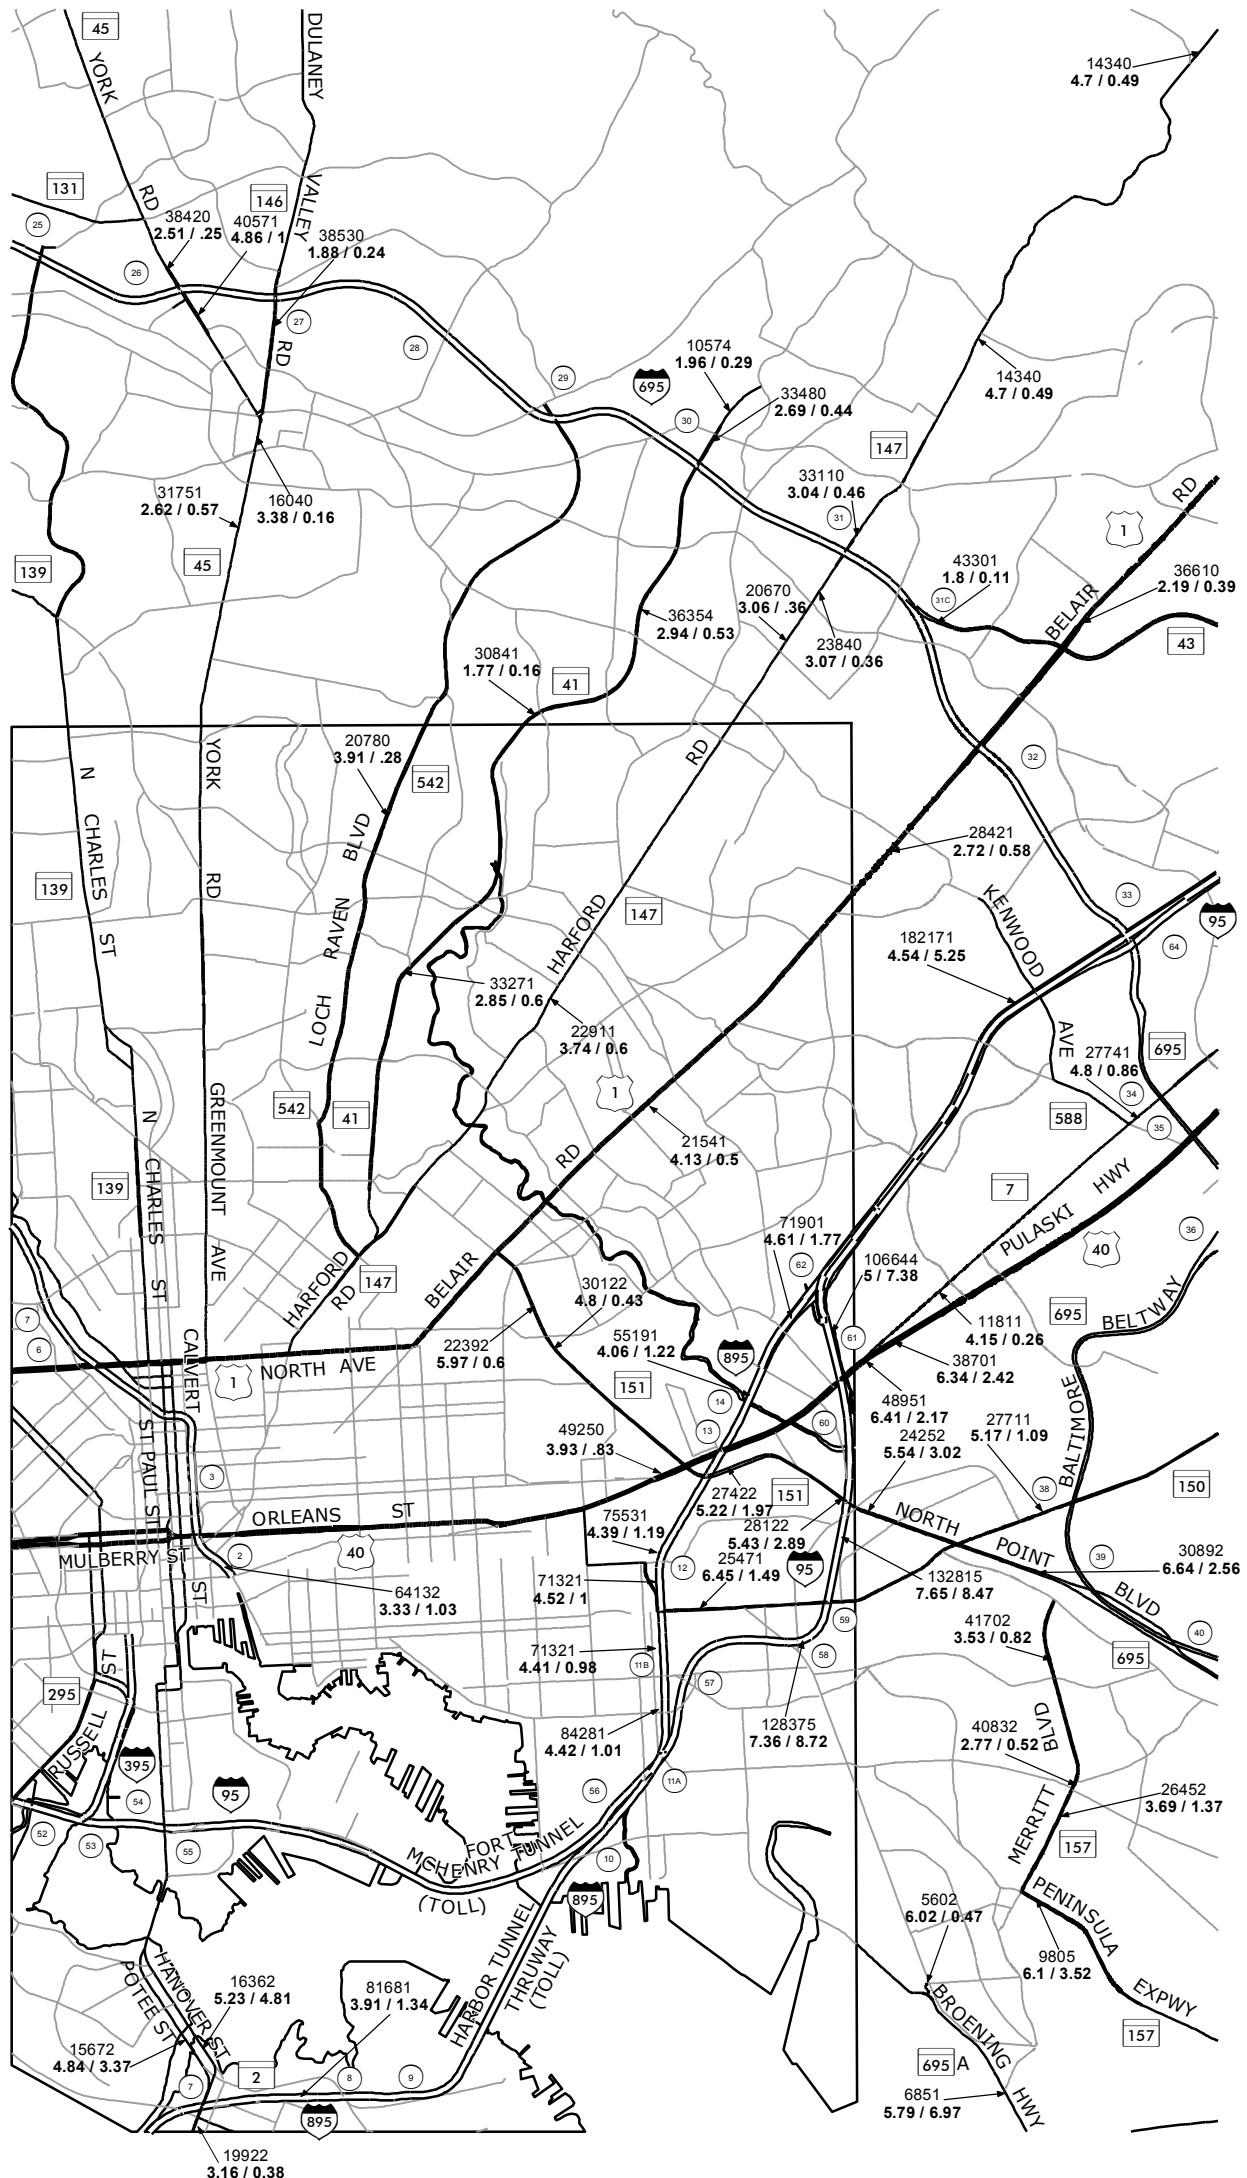 45
DULANEY
YORK
14340
4.7 / 0.49
131
RD
146
VALLEY
25
38420
2.51 / .25
40571
4.86 / 1
38530
1.88 / 0.24
26
27
RD
28
10574
1.96 / 0.29
29
695
33480
2.69 / 0.44
14340
4.7 / 0.49
30
147
33110
3.04 / 0.46
31751
2.62 / 0.57
16040
3.38 / 0.16
RD
31
1
45
139
43301
1.8 / 0.11
36610
2.19 / 0.39
31C
20670
3.06 / .36
BELAIR
36354
2.94 / 0.53
23840
3.07 / 0.36
43
30841
1.77 / 0.16
41
20780
3.91 / .28
YORK
RD
N
542
32
BLVD
CHARLES
28421
2.72 / 0.58
139
RD
KENWOOD
33
RAVEN
HARFORD
147
95
ST
182171
4.54 / 5.25
64
33271
2.85 / 0.6
LOCH
22911
3.74 / 0.6
AVE
27741
4.8 / 0.86
695
1
34
542
41
GREENMOUNT
N
588
35
21541
4.13 / 0.5
RD
139
CHARLES
7
HWY
71901
4.61 / 1.77
PULASKI
36
40
AVE
106644
5 / 7.38
62
HARFORD
RD
147
BELAIR
30122
4.8 / 0.43
ST
695
BELTWAY
7
6
11811
4.15 / 0.26
61
22392
5.97 / 0.6
55191
4.06 / 1.22
895
38701
6.34 / 2.42
CALVERT
NORTH AVE
1
151
48951
6.41 / 2.17
14
24252
5.54 / 3.02
27711
5.17 / 1.09
BALTIMORE
60
13
49250
3.93 / .83
ST PAUL ST
3
38
150
27422
5.22 / 1.97
151
75531
4.39 / 1.19
28122
5.43 / 2.89
ORLEANS
ST
NORTH
POINT
BLVD
40
MULBERRY ST
2
25471
6.45 / 1.49
95
39
30892
6.64 / 2.56
12
ST
64132
3.33 / 1.03
71321
4.52 / 1
132815
7.65 / 8.47
59
41702
3.53 / 0.82
40
695
71321
4.41 / 0.98
11B
58
57
ST
295
84281
4.42 / 1.01
128375
7.36 / 8.72
BLVD
40832
2.77 / 0.52
RUSSELL
395
95
11A
56
54
26452
3.69 / 1.37
MERRITT
157
52
53
55
FORT
MCHENRY TUNNEL
(TOLL)
10
895
5602
6.02 / 0.47
PENINSULA
EXPWY
HARBOR TUNNEL
THRUWAY
(TOLL)
9805
6.1 / 3.52
HANOVER ST
POTEE ST
16362
5.23 / 4.81
81681
3.91 / 1.34
BROENING
HWY
157
15672
4.84 / 3.37
2
7
8
9
695 A
6851
5.79 / 6.97
895
19922
3.16 / 0.38